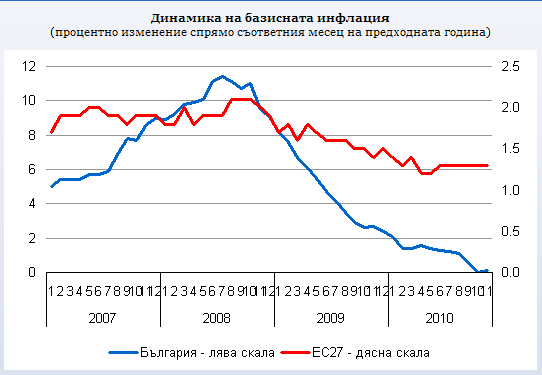 Динамика на базисната инфлация
(процентно изменение спрямо съответния месец на предходната година)
12 2.5
10 2.0
8 1.5
6
4 1.0
2 0.5
0 0.0
1 2 3 4 5 6 7 8 9 10 11 12 1 2 3 4 5 6 7 8 9 10 11 12 1 2 3 4 5 6 7 8 9 10 11 12 1 2 3 4 5 6 7 8 9 10 11
2007 2008 2009 2010
България - лява скала ЕС27 - дясна скала